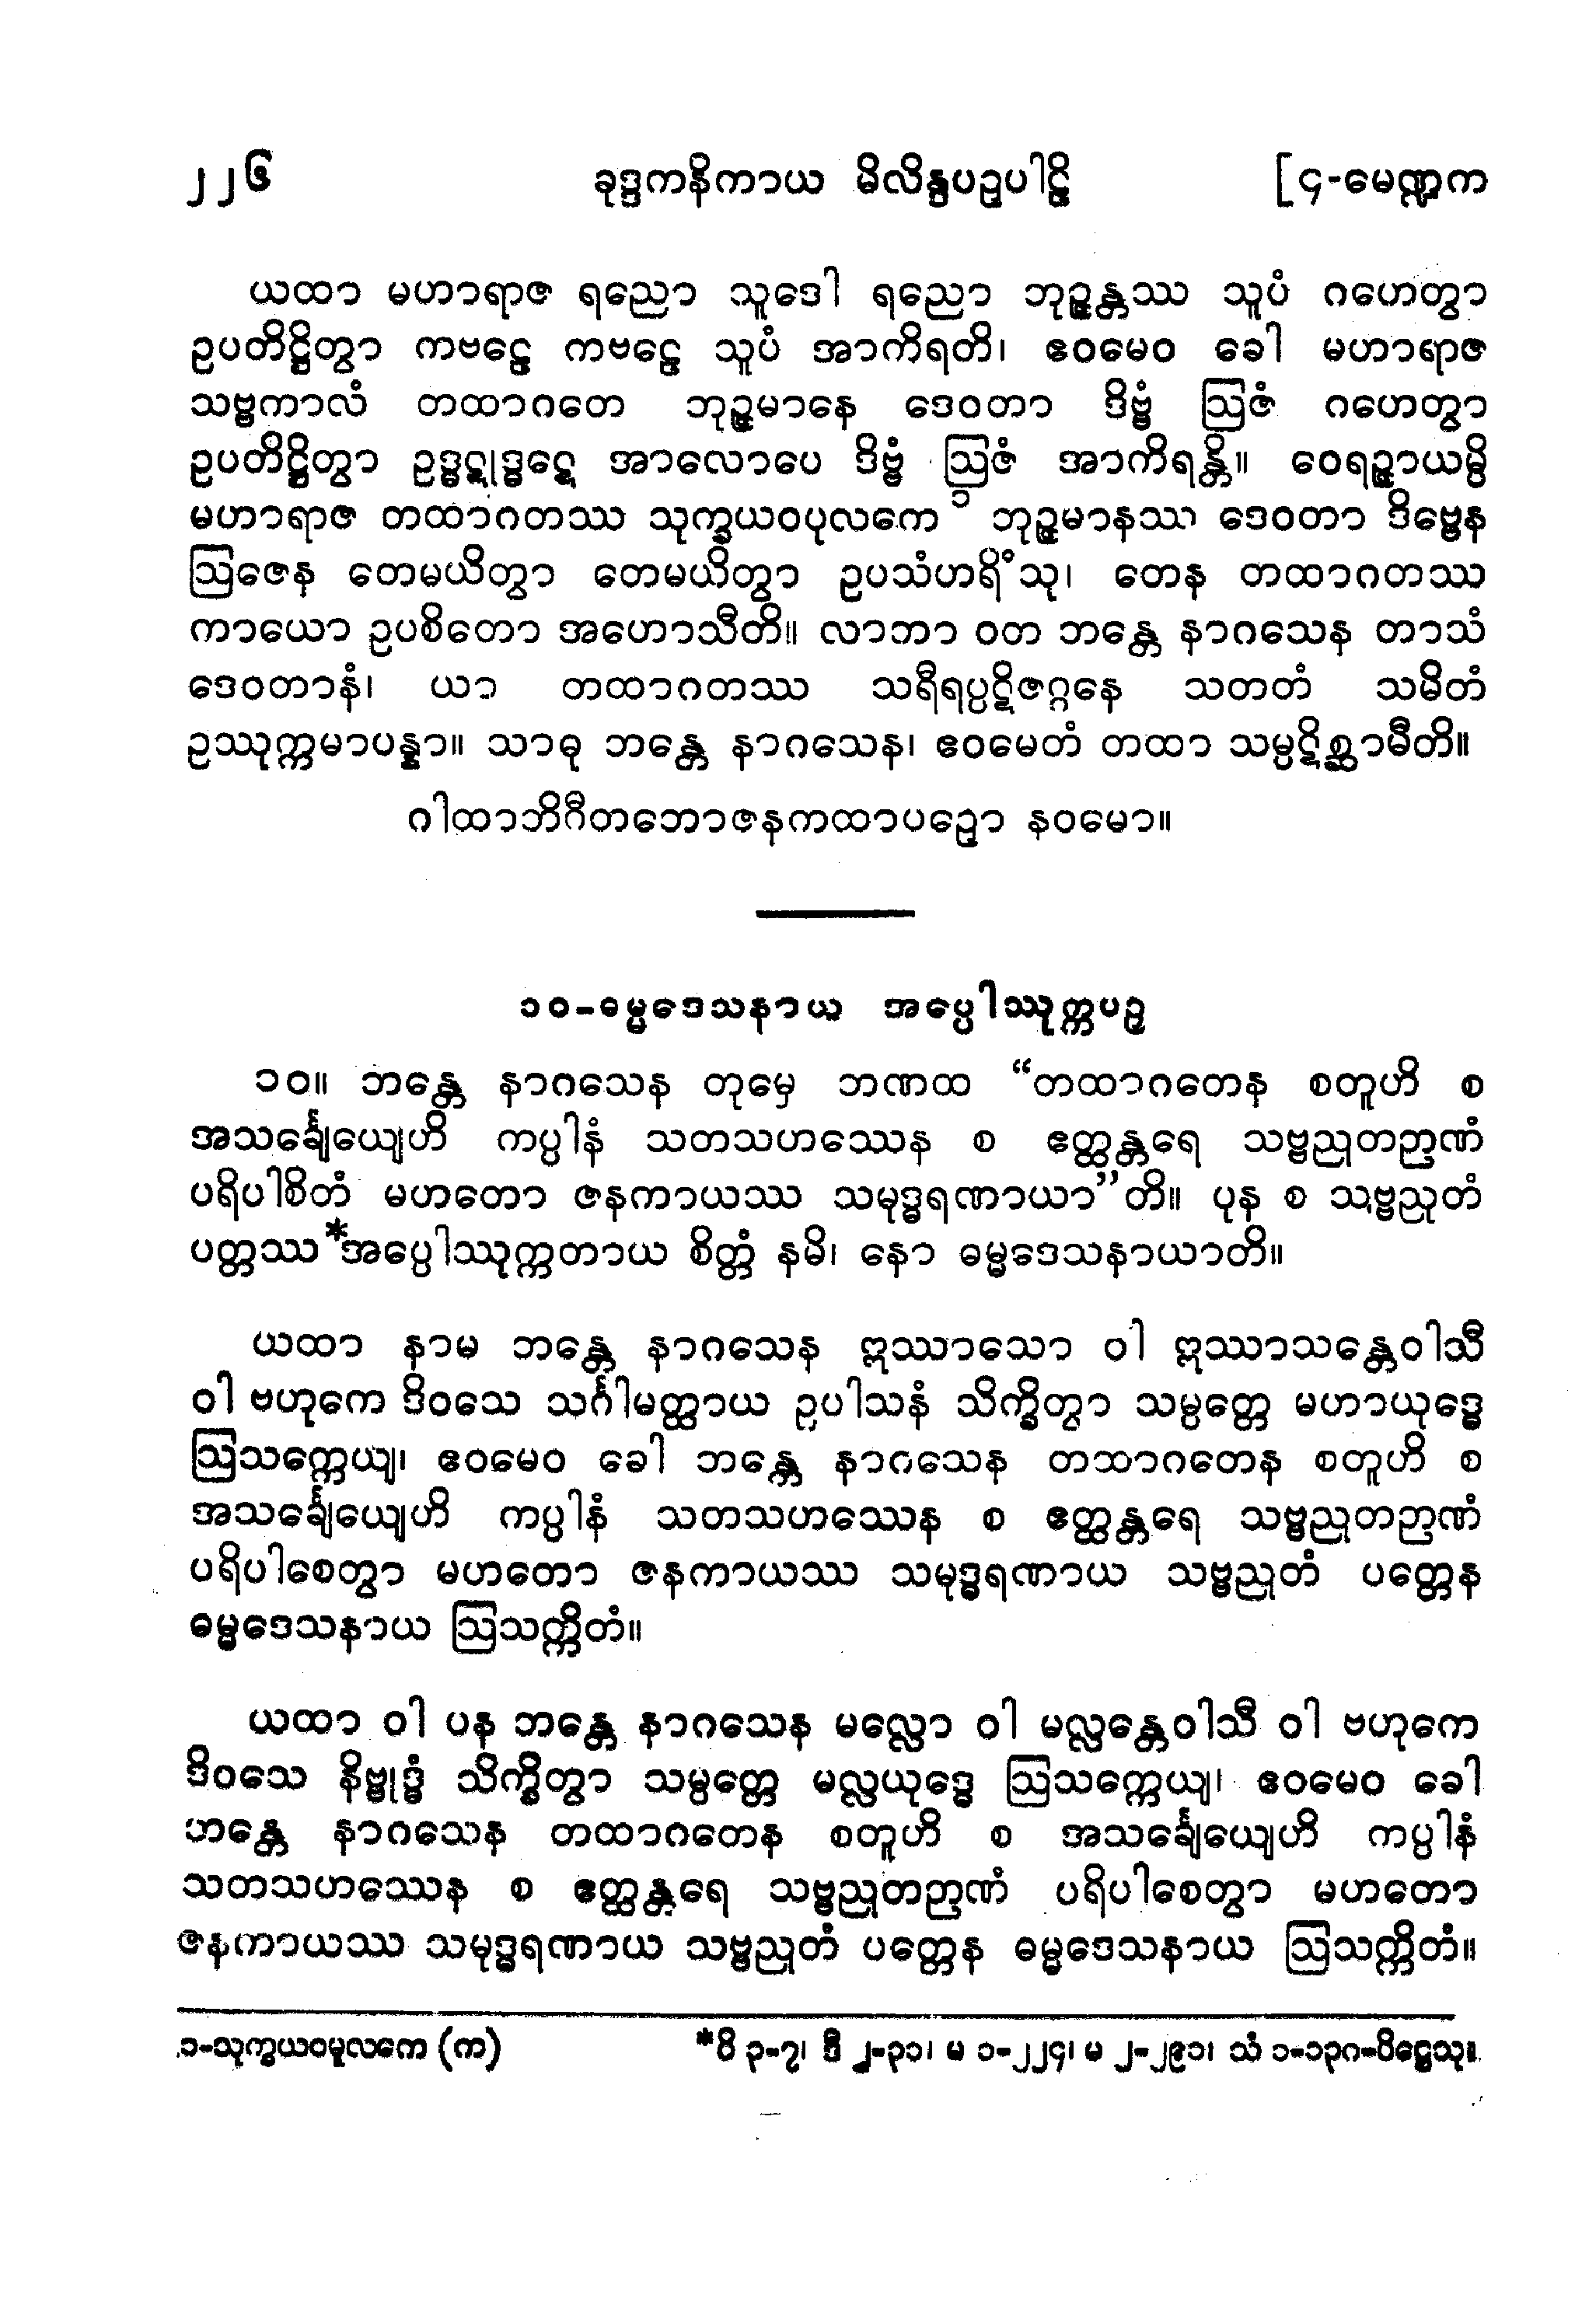 ၂၂၆ ခုဒ္ဒကနိကာယ မိလိန္ဒပဉှပါဠိ [၄-မေဏ္ဍက
ယထာ မဟာရာဇ ရညော သူဒေါ ရညော ဘုဉ္ဇန္တဿ သူပံ ဂဟေတွာ
ဥပတိဋ္ဌိတွာ ကဗဠေ ကဗဠေ သူပံ အာကိရတိ၊ ဧဝမေဝ ခေါ မဟာရာဇ
သဗ္ဗကာလံ တထာဂတေ ဘုဉ္ဇမာနေ ဒေဝတာ ဒိဗ္ဗံ ဩဇံ ဂဟေတွာ
ဥပတိဋ္ဌိတွာ ဥဒ္ဓဋုဒ္ဓဋေ အာလောပေ ဒိဗ္ဗံ ဩဇံ အာကိရန္တိ။ ဝေရဉ္ဇာယမ္ပိ
မဟာရာဇ တထာဂတဿ သုက္ခယဝပုလကေ ၁ ဘုဉ္ဇမာနဿ ဒေဝတာ ဒိဗ္ဗေန
ဩဇေန တေမယိတွာ တေမယိတွာ ဥပသံဟရိံသု၊ တေန တထာဂတဿ
ကာယော ဥပစိတော အဟောသီတိ။ လာဘာ ဝတ ဘန္တေ နာဂသေန တာသံ
ဒေဝတာနံ၊ ယာ တထာဂတဿ သရီရပ္ပဋိဇဂ္ဂနေ သတတံ သမိတံ
ဥဿုက္ကမာပန္နာ။ သာဓု ဘန္တေ နာဂသေန၊ ဧဝမေတံ တထာ သမ္ပဋိစ္ဆာမီတိ။
ဂါထာဘိဂီတဘောဇနကထာပဉှော နဝမော။
၁၀-ဓမ္မဒေသနာယ အပ္ပေါဿုက္ကပဉှ
၁၀။ ဘန္တေ နာဂသေန တုမှေ ဘဏထ “တထာဂတေန စတူဟိ စ
အသင်္ချေယျေဟိ ကပ္ပါနံ သတသဟဿေန စ ဧတ္ထန္တရေ သဗ္ဗညုတဉာဏံ
ပရိပါစိတံ မဟတော ဇနကာယဿ သမုဒ္ဓရဏာယာ”တိ။ ပုန စ သဗ္ဗညုတံ
ပတ္တဿ *အပ္ပေါဿုက္ကတာယ စိတ္တံ နမိ၊ နော ဓမ္မဒေသနာယာတိ။
ယထာ နာမ ဘန္တေ နာဂသေန ဣဿာသော ဝါ ဣဿာသန္တေဝါသီ
ဝါ ဗဟုကေ ဒိဝသေ သင်္ဂါမတ္ထာယ ဥပါသနံ သိက္ခိတွာ သမ္ပတ္တေ မဟာယုဒ္ဓေ
ဩသက္ကေယျ၊ ဧဝမေဝ ခေါ ဘန္တေ နာဂသေန တထာဂတေန စတူဟိ စ
အသင်္ချေယျေဟိ ကပ္ပါနံ သတသဟဿေန စ ဧတ္ထန္တရေ သဗ္ဗညုတဉာဏံ
ပရိပါစေတွာ မဟတော ဇနကာယဿ သမုဒ္ဓရဏာယ သဗ္ဗညုတံ ပတ္တေန
ဓမ္မဒေသနာယ ဩသက္ကိတံ။
ယထာ ဝါ ပန ဘန္တေ နာဂသေန မလ္လော ဝါ မလ္လန္တေဝါသီ ဝါ ဗဟုကေ
ဒိဝသေ နိဗ္ဗုဒ္ဓံ သိက္ခိတွာ သမ္ပတ္တေ မလ္လယုဒ္ဓေ ဩသက္ကေယျ၊ ဧဝမေဝ ခေါ
ဘန္တေ နာဂသေန တထာဂတေန စတူဟိ စ အသင်္ချေယျေဟိ ကပ္ပါနံ
သတသဟဿေန စ ဧတ္ထန္တရေ သဗ္ဗညုတဉာဏံ ပရိပါစေတွာ မဟတော
ဇနကာယဿ သမုဒ္ဓရဏာယ သဗ္ဗညုတံ ပတ္တေန ဓမ္မဒေသနာယ ဩသက္ကိတံ။
၁-သုက္ခယဝမူလကေ (က) *ဝိ ၃-၇၊ ဒီ ၂-၃၁၊ မ ၁-၂၂၄၊ မ ၂-၂၉၁၊ သံ ၁-၁၃၈-ပိဋ္ဌေသု။